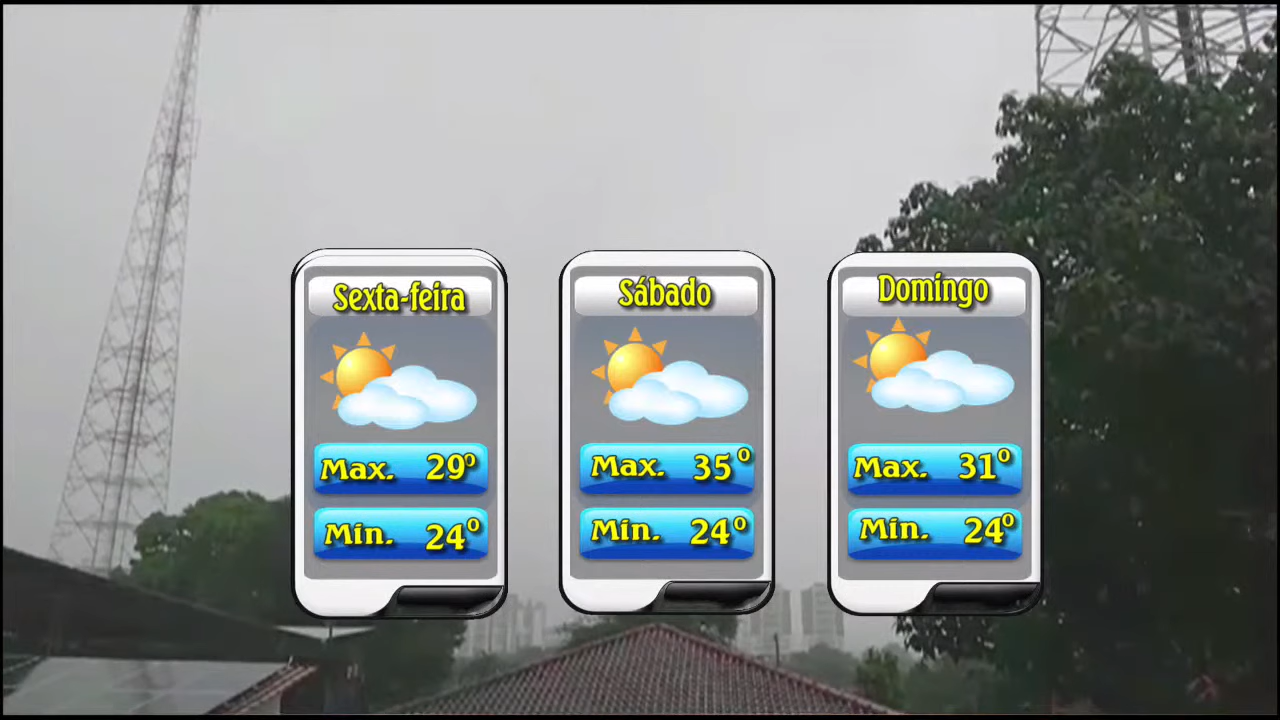 Sexta-feira
Max. 29º
Min. 24º
Sábado
Max. 35º
Min. 24º
Domingo
Max. 31º
Min. 24º